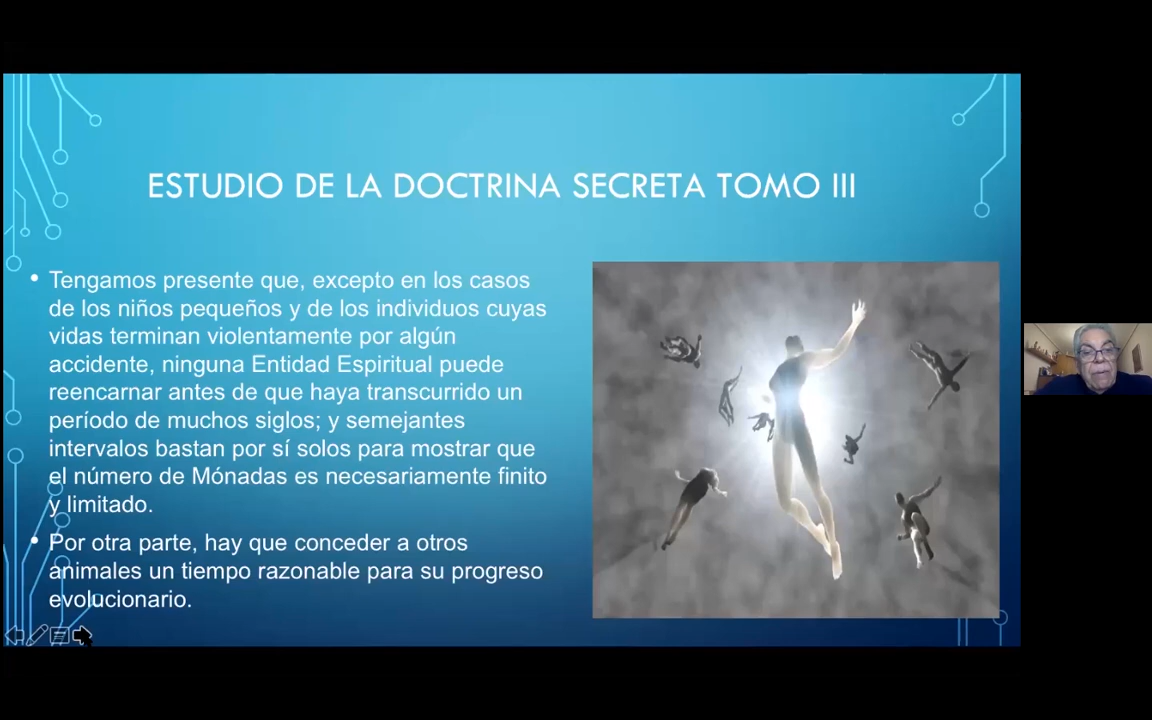 ESTUDIO DE LA DOCTRINA SECRETA TOMO III
• Tengamos presente que, excepto en los casos
de los niños pequeños y de los individuos cuyas
vidas terminan violentamente por algún
accidente, ninguna Entidad Espiritual puede
reencarnar antes de que haya transcurrido un
período de muchos siglos; y semejantes
intervalos bastan por sí solos para mostrar que
el número de Mónadas es necesariamente finito
y limitado.
• Por otra parte, hay que conceder a otros
animales un tiempo razonable para su progreso
evolucionario.